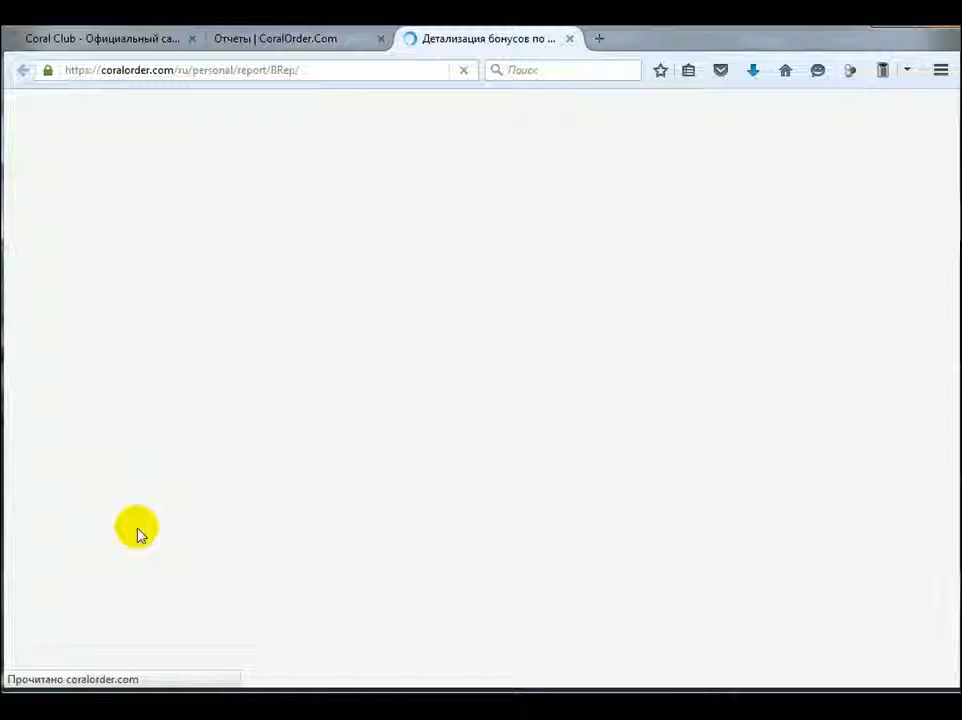 Coral Club - Официальный са...
Отчеты | CoralOrder.Com
Детализация бонусов по ...
https://coralorder.com/ru/personal/report/BRep/
Поиск
Прочитано coralorder.com